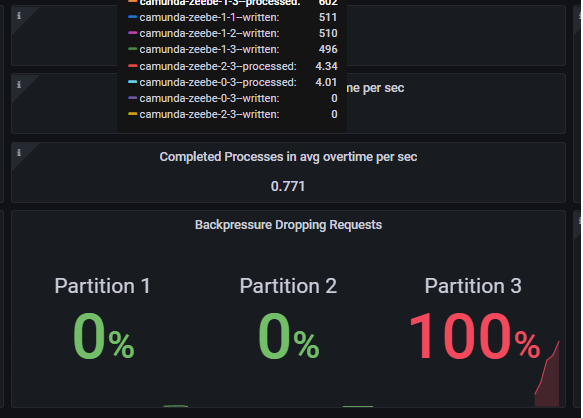 camunda-zeebe-1-3--processed: 602
camunda-zeebe-1-1--written: 511
camunda-zeebe-1-2--written: 510
camunda-zeebe-1-3--written: 496
camunda-zeebe-2-3--processed: 4.34
camunda-zeebe-0-3--processed: 4.01
camunda-zeebe-0-3--written: 0
camunda-zeebe-2-3--written: 0
me per sec
Completed Processes in avg overtime per sec
0.771
Backpressure Dropping Requests
Partition 1 Partition 2 Partition 3
0% 0% 100%